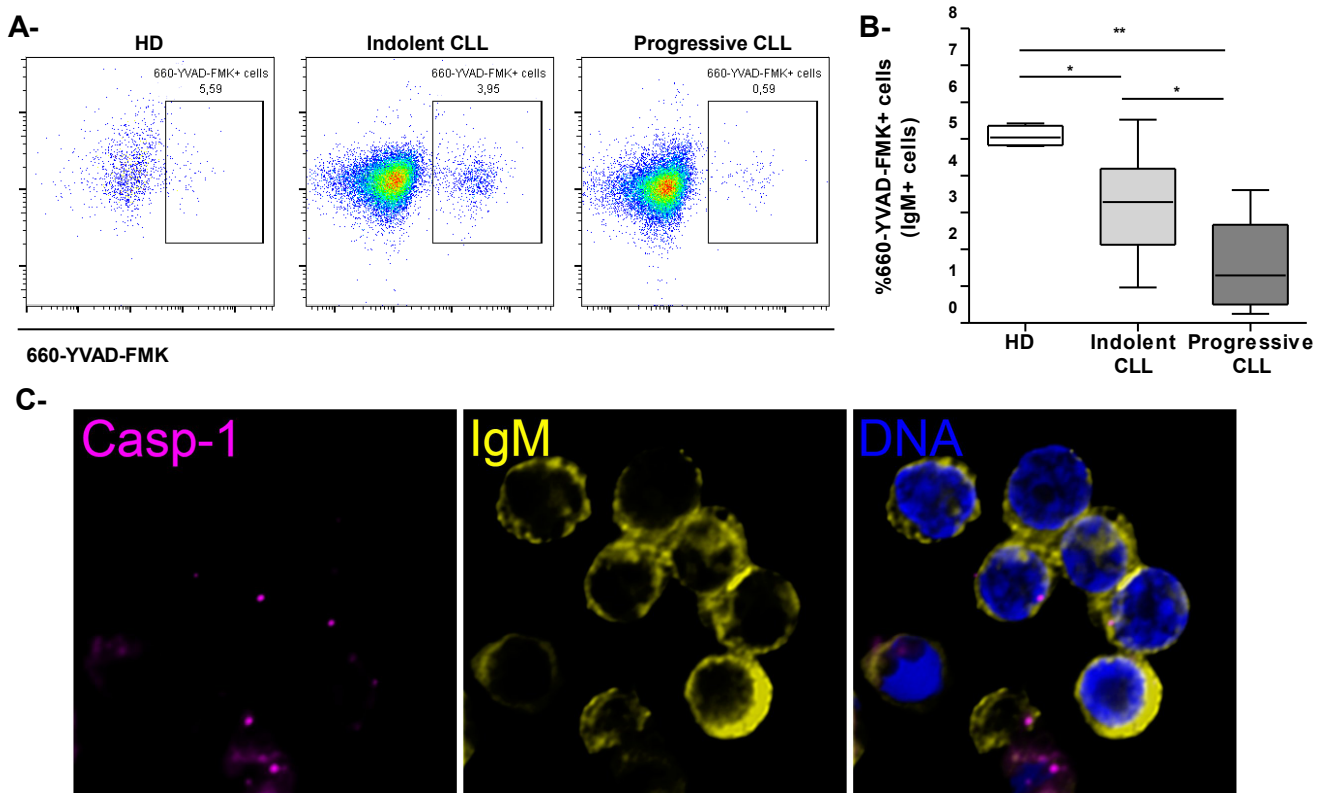 A-
HD
Indolent CLL
Progressive CLL
660-YVAD-FMK+ cells
5,59
660-YVAD-FMK+ cells
3,95
660-YVAD-FMK+ cells
0,59
660-YVAD-FMK
B-
%660-YVAD-FMK+ cells
(IgM+ cells)
8
7
6
5
4
3
2
1
0
**
*
*
HD
Indolent
CLL
Progressive
CLL
C-
Casp-1
IgM
DNA